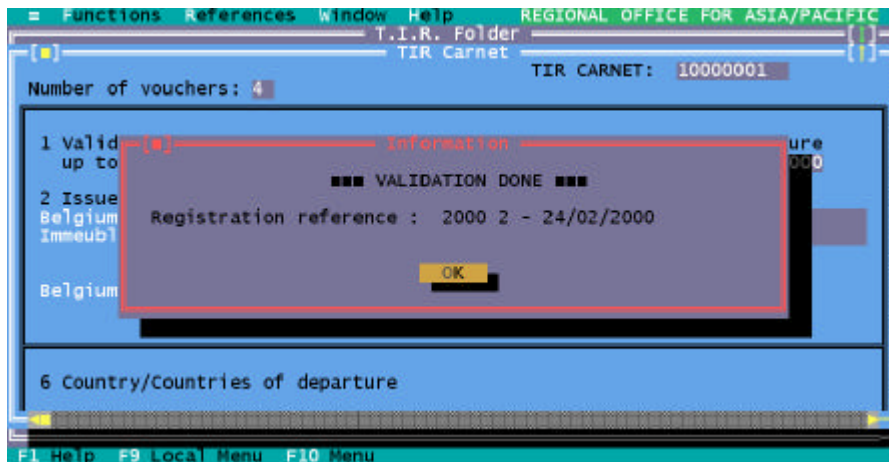 ≡ Functions References Window Help REGIONAL OFFICE FOR ASIA/PACIFIC
T.I.R. Folder
TIR Carnet
TIR CARNET: 10000001
Number of vouchers: 4
Information
1 Valid ure
up to 000
■■■ VALIDATION DONE ■■■
2 Issue
Belgium Registration reference : 2000 2 - 24/02/2000
Immeubl
OK
Belgium
6 Country/Countries of departure
F1 Help F9 Local Menu F10 Menu